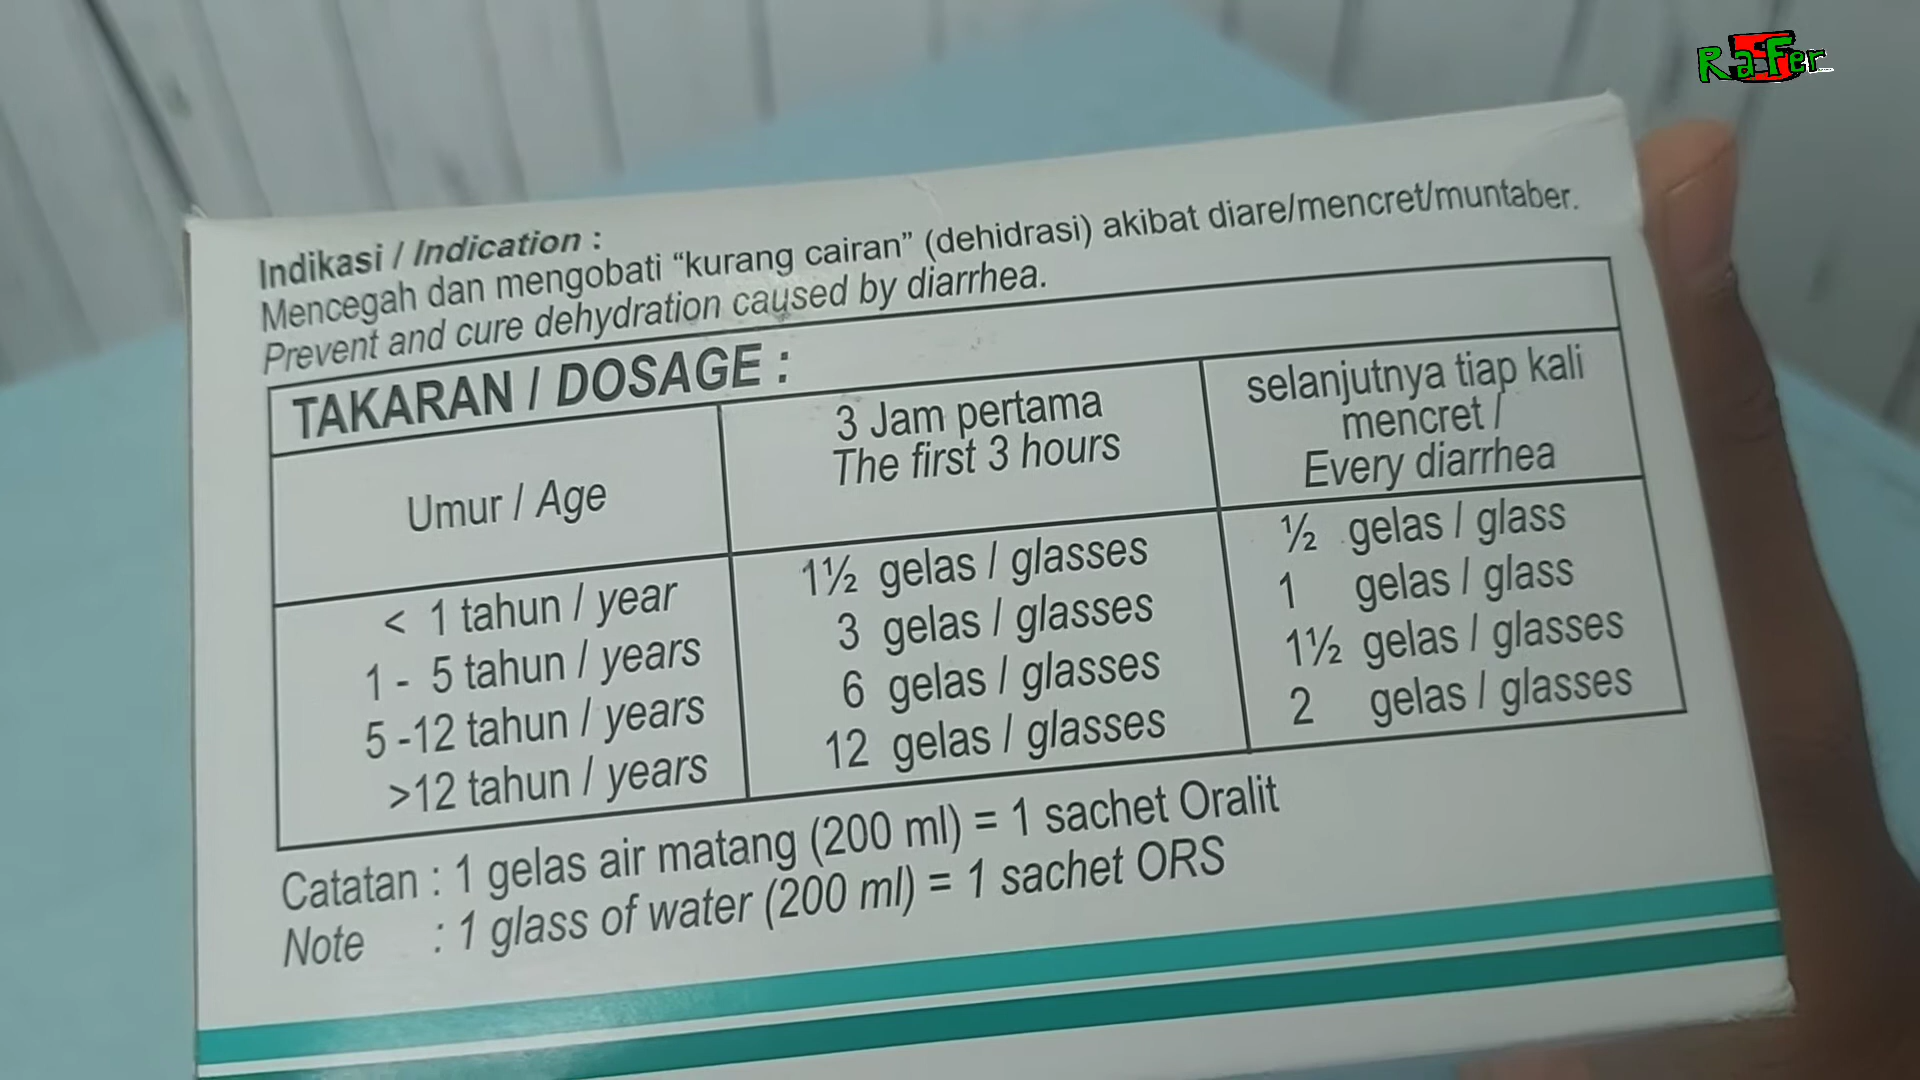 RaFer
Indikasi / Indication :
Mencegah dan mengobati “kurang cairan” (dehidrasi) akibat diare/mencret/muntaber.
Prevent and cure dehydration caused by diarrhea.
TAKARAN / DOSAGE :
Umur / Age
3 Jam pertama
The first 3 hours
selanjutnya tiap kali
mencret /
Every diarrhea
< 1 tahun / year 1½ gelas / glasses ½ gelas / glass
1 - 5 tahun / years 3 gelas / glasses 1 gelas / glass
5 -12 tahun / years 6 gelas / glasses 1½ gelas / glasses
>12 tahun / years 12 gelas / glasses 2 gelas / glasses
Catatan : 1 gelas air matang (200 ml) = 1 sachet Oralit
Note : 1 glass of water (200 ml) = 1 sachet ORS